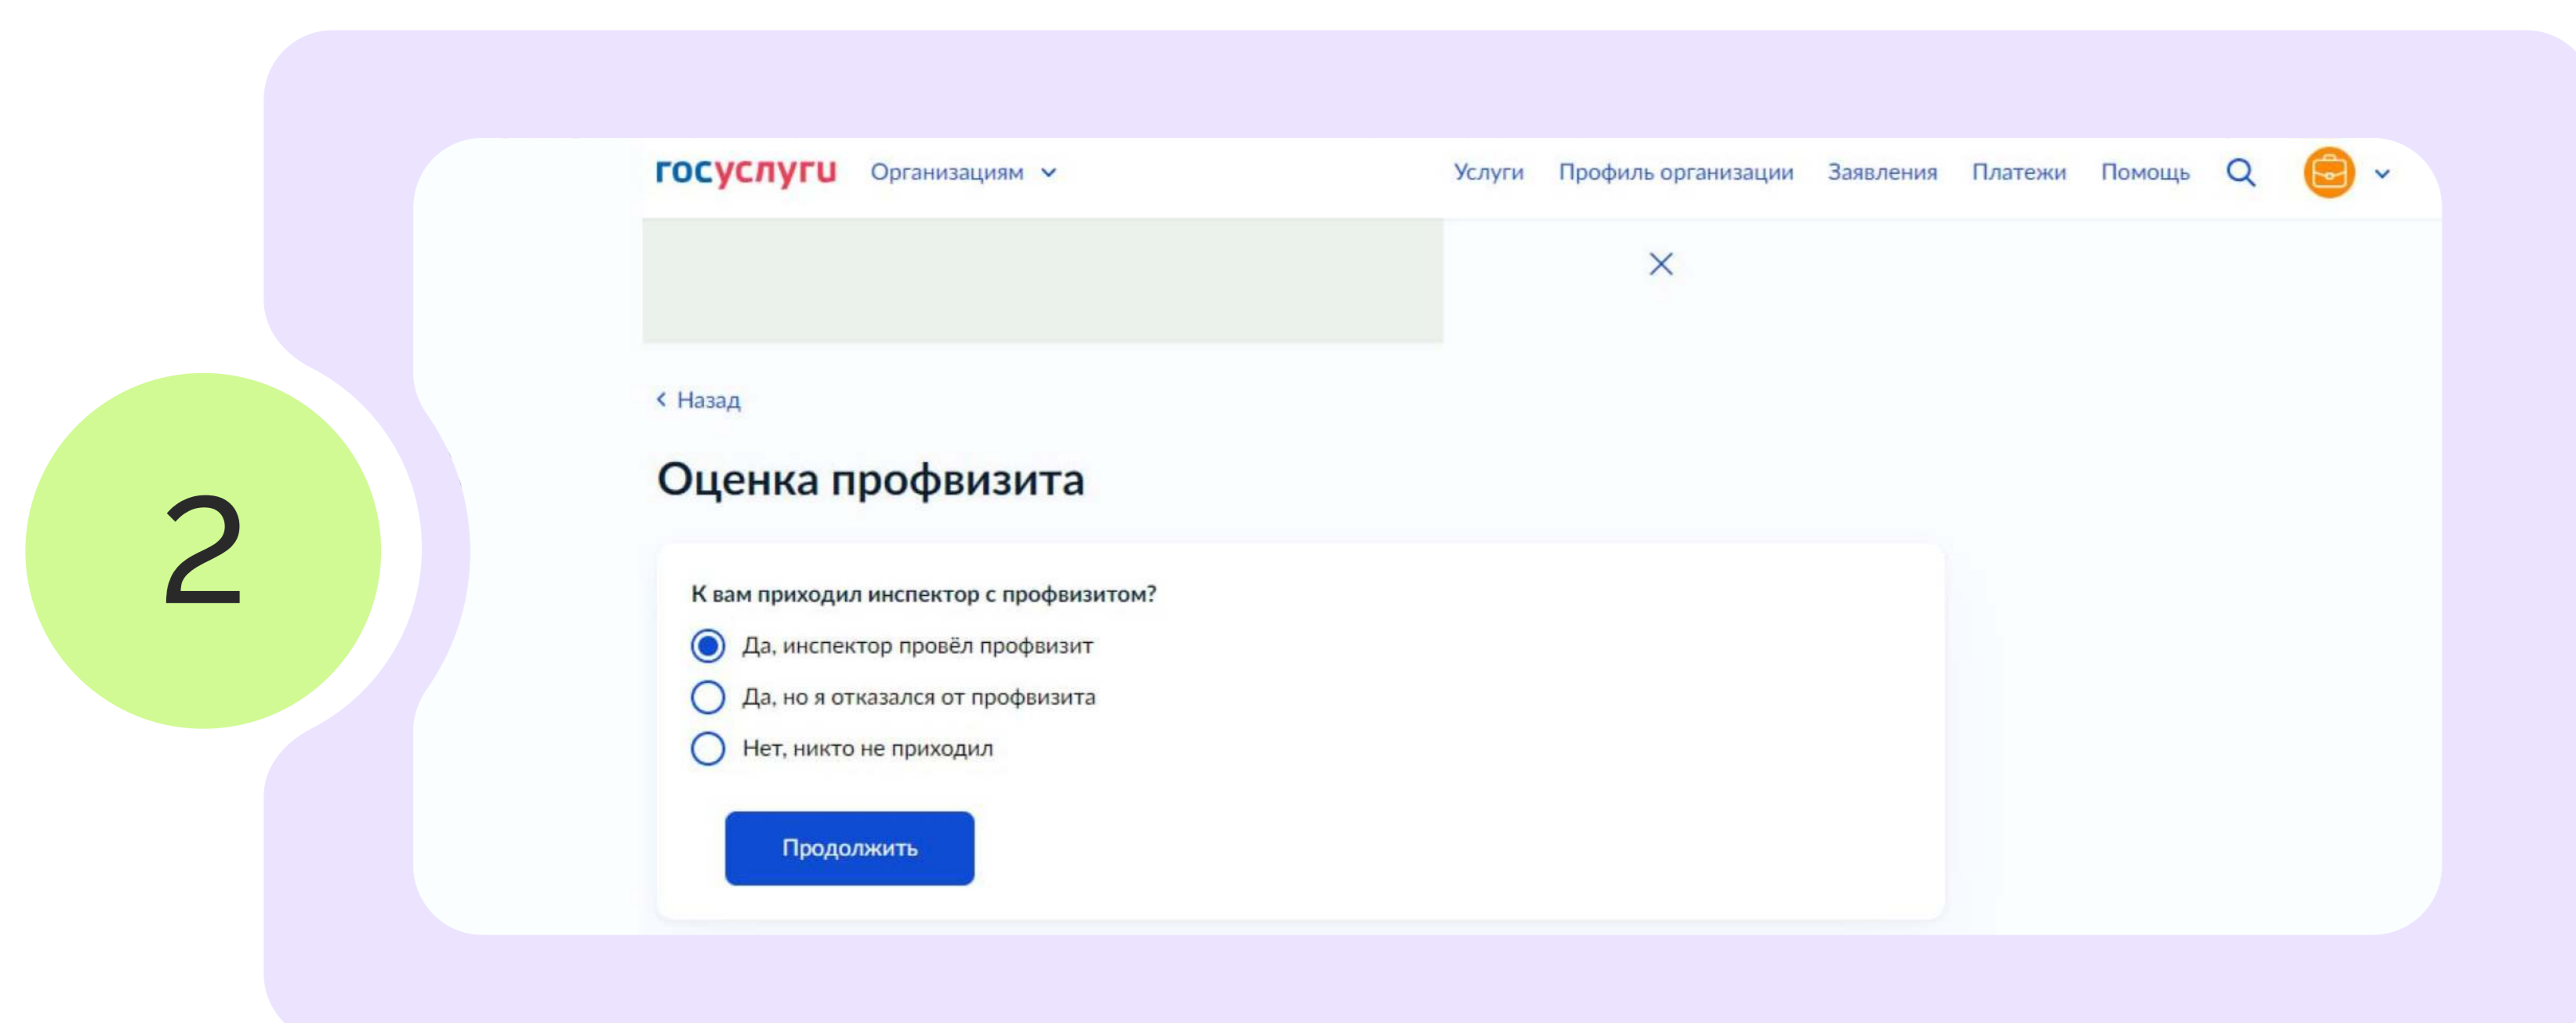 госуслуги Организациям Услуги Профиль организации Заявления Платежи Помощь
Назад
Оценка профвизита
2
К вам приходил инспектор с профвизитом?
Да, инспектор провёл профвизит
Да, но я отказался от профвизита
Нет, никто не приходил
Продолжить